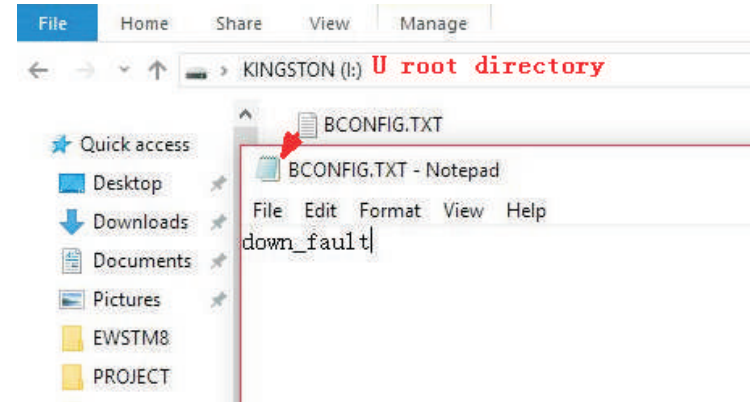 File Home Share View Manage
KINGSTON (I:) U root directory
BCONFIG.TXT
Quick access
BCONFIG.TXT - Notepad
Desktop
File Edit Format View Help
Downloads
down_fault
Documents
Pictures
EWSTM8
PROJECT